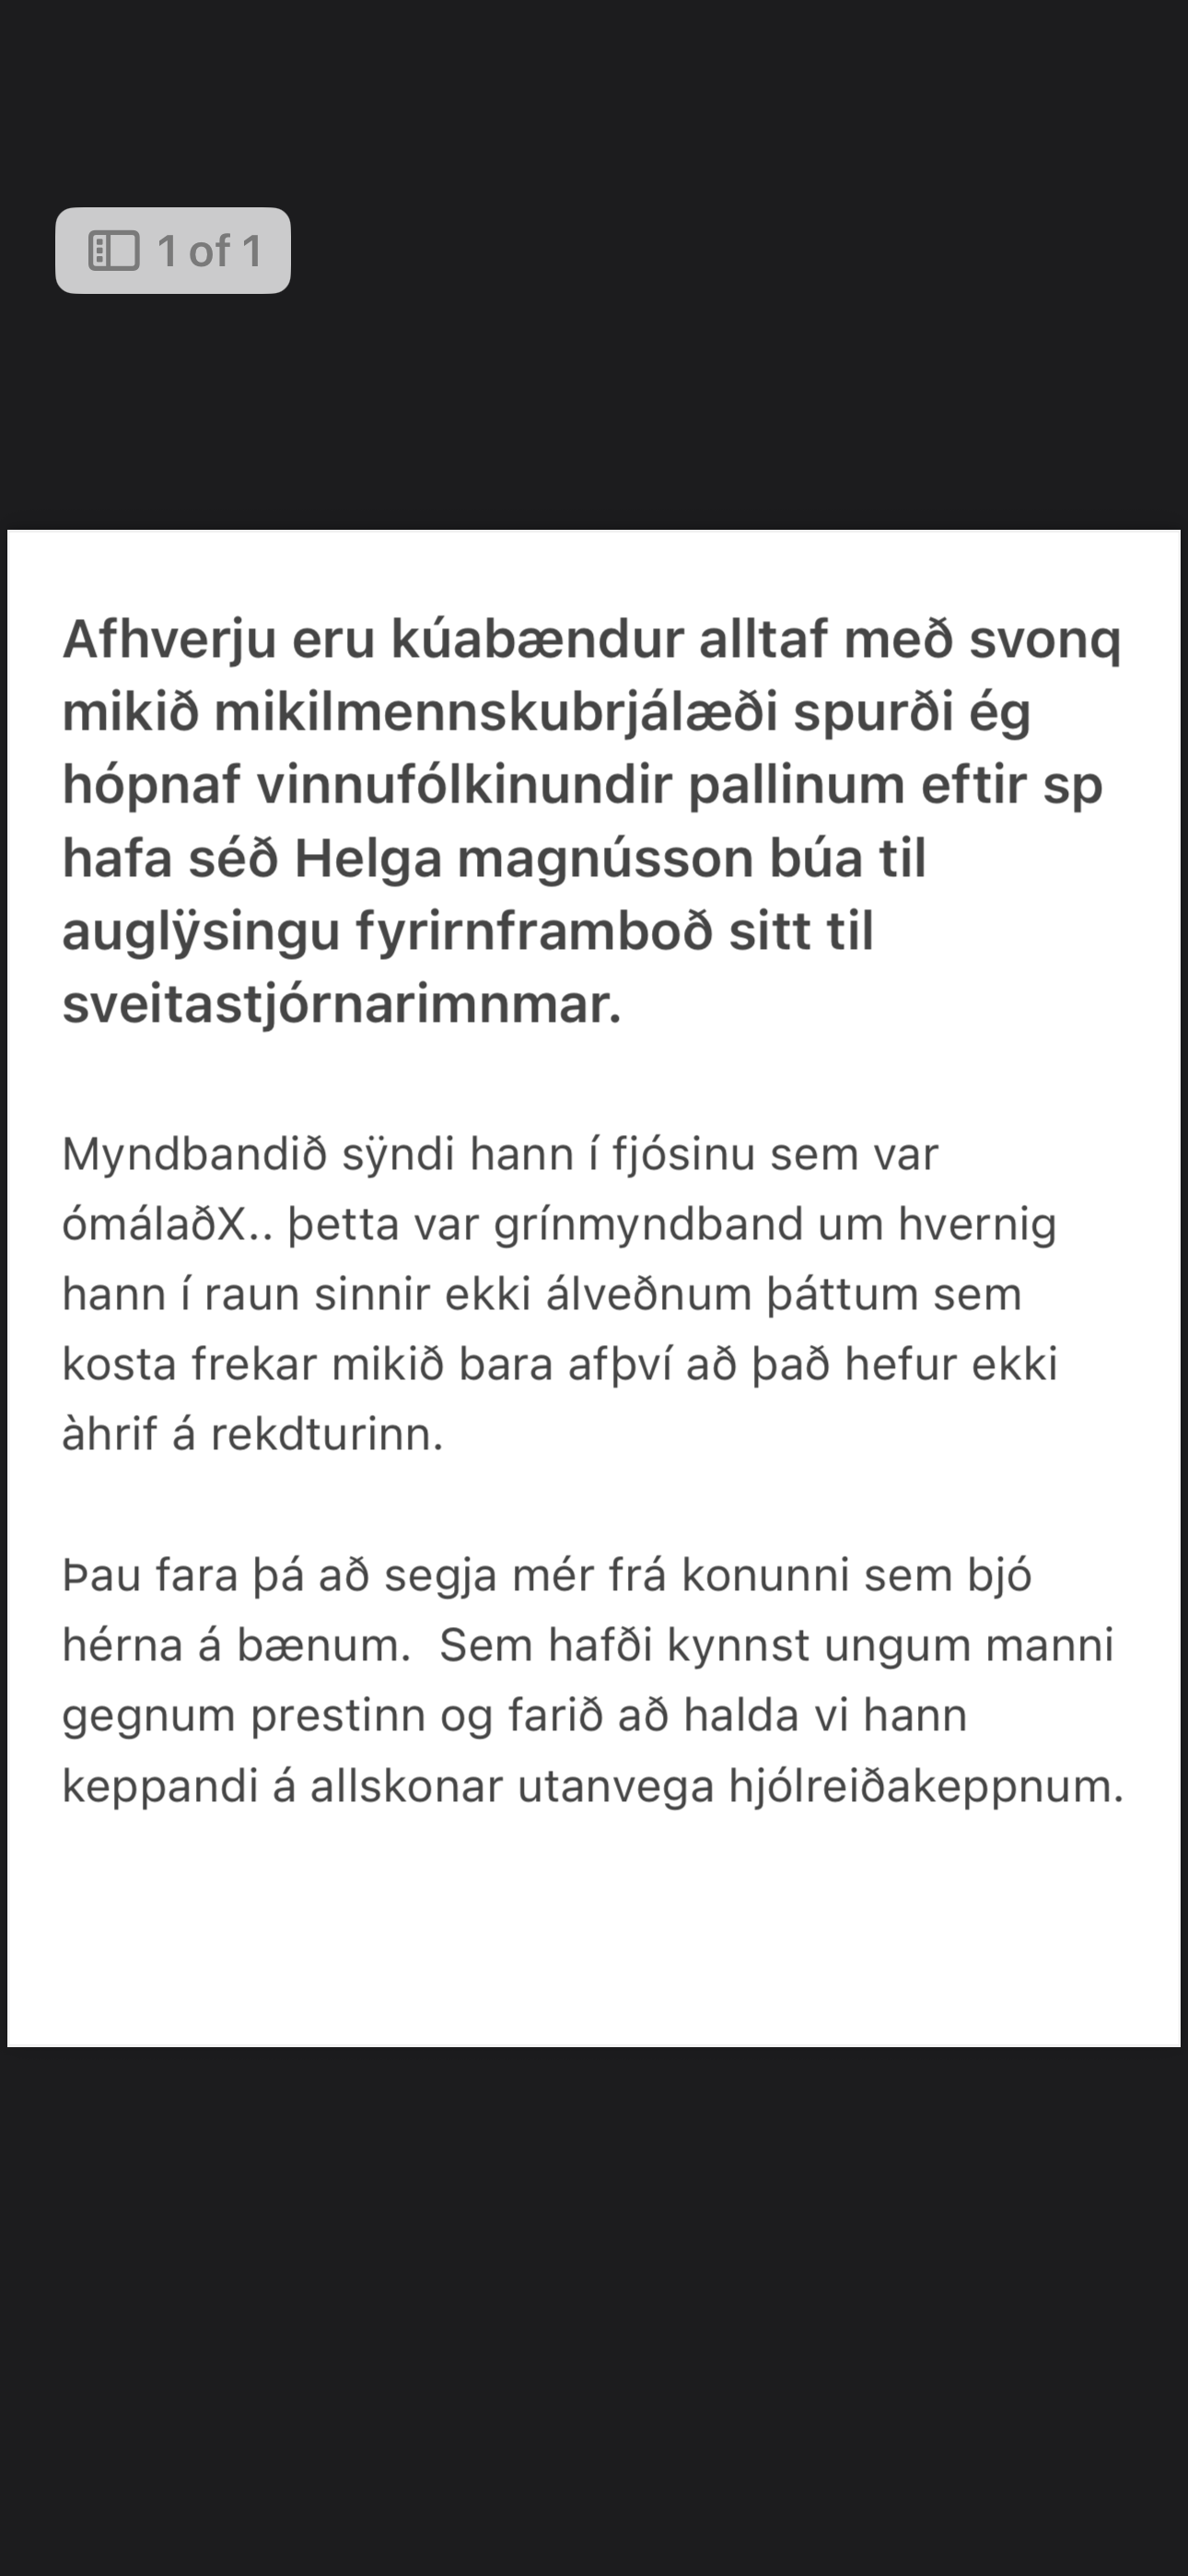 1 of 1
Afhverju eru kúabændur alltaf með svonq
mikið mikilmennskubrjálæði spurði ég
hópnaf vinnufólkinundir pallinum eftir sp
hafa séð Helga magnússon búa til
auglÿsingu fyrirnframboð sitt til
sveitastjórnarimnmar.
Myndbandið sÿndi hann í fjósinu sem var
ómálaðX.. þetta var grínmyndband um hvernig
hann í raun sinnir ekki álveðnum þáttum sem
kosta frekar mikið bara afþví að það hefur ekki
àhrif á rekdturinn.
Þau fara þá að segja mér frá konunni sem bjó
hérna á bænum.  Sem hafði kynnst ungum manni
gegnum prestinn og farið að halda vi hann
keppandi á allskonar utanvega hjólreiðakeppnum.